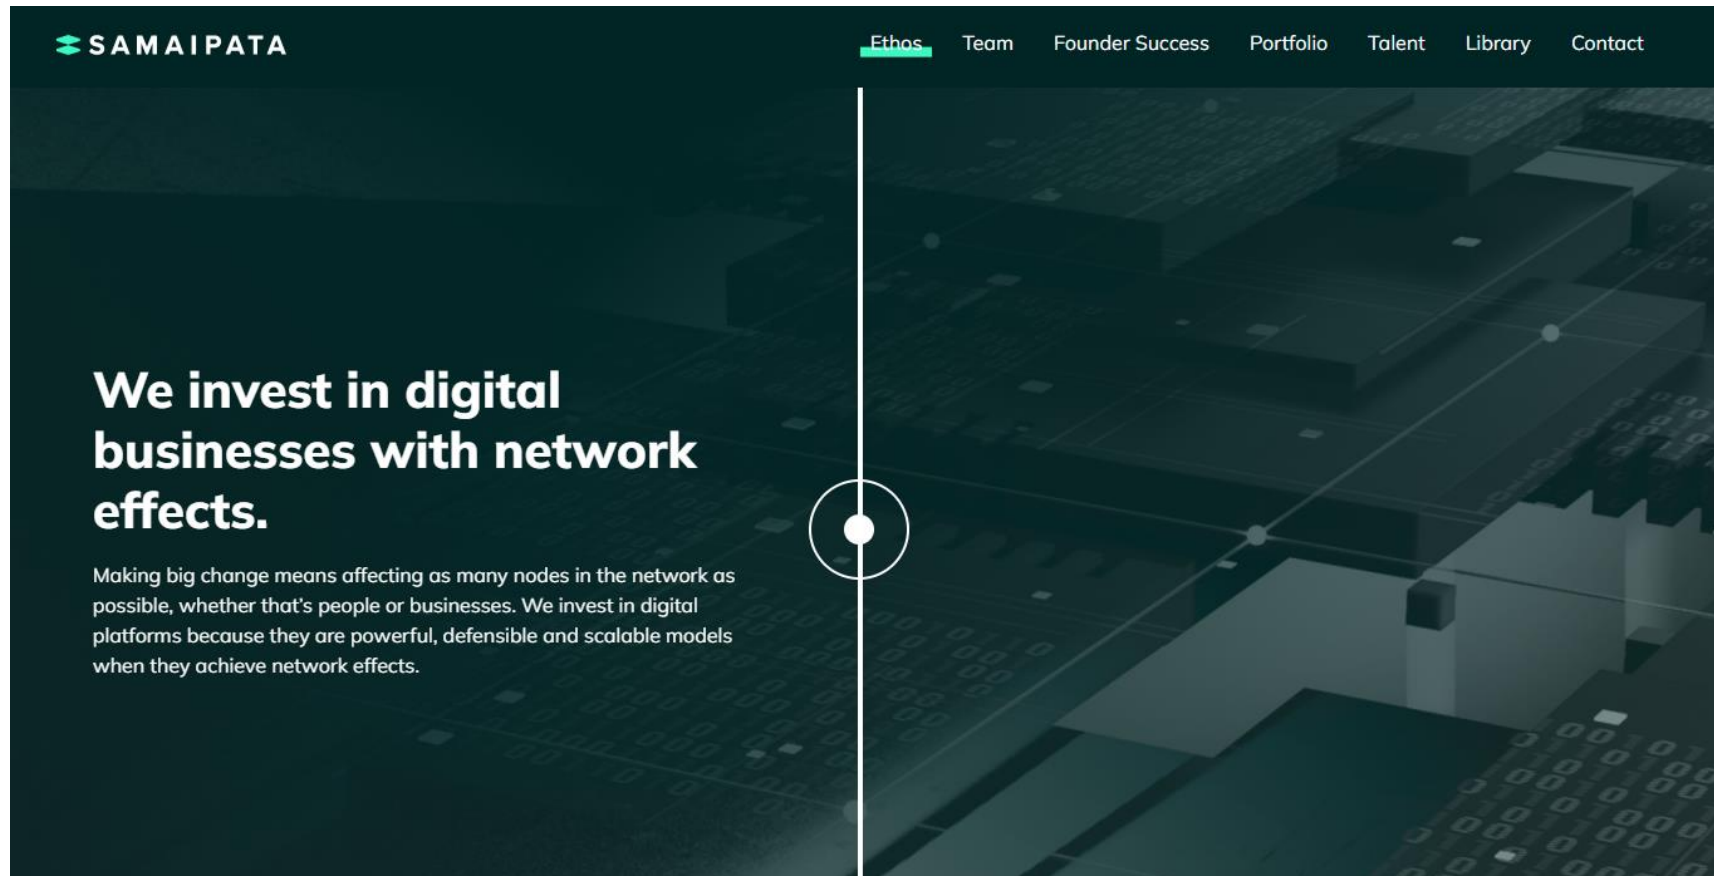 SAMAIPATA
Ethos
Team
Founder Success
Portfolio
Talent
Library
Contact
We invest in digital
businesses with network
effects.
Making big change means affecting as many nodes in the network as
possible, whether that’s people or businesses. We invest in digital
platforms because they are powerful, defensible and scalable models
when they achieve network effects.